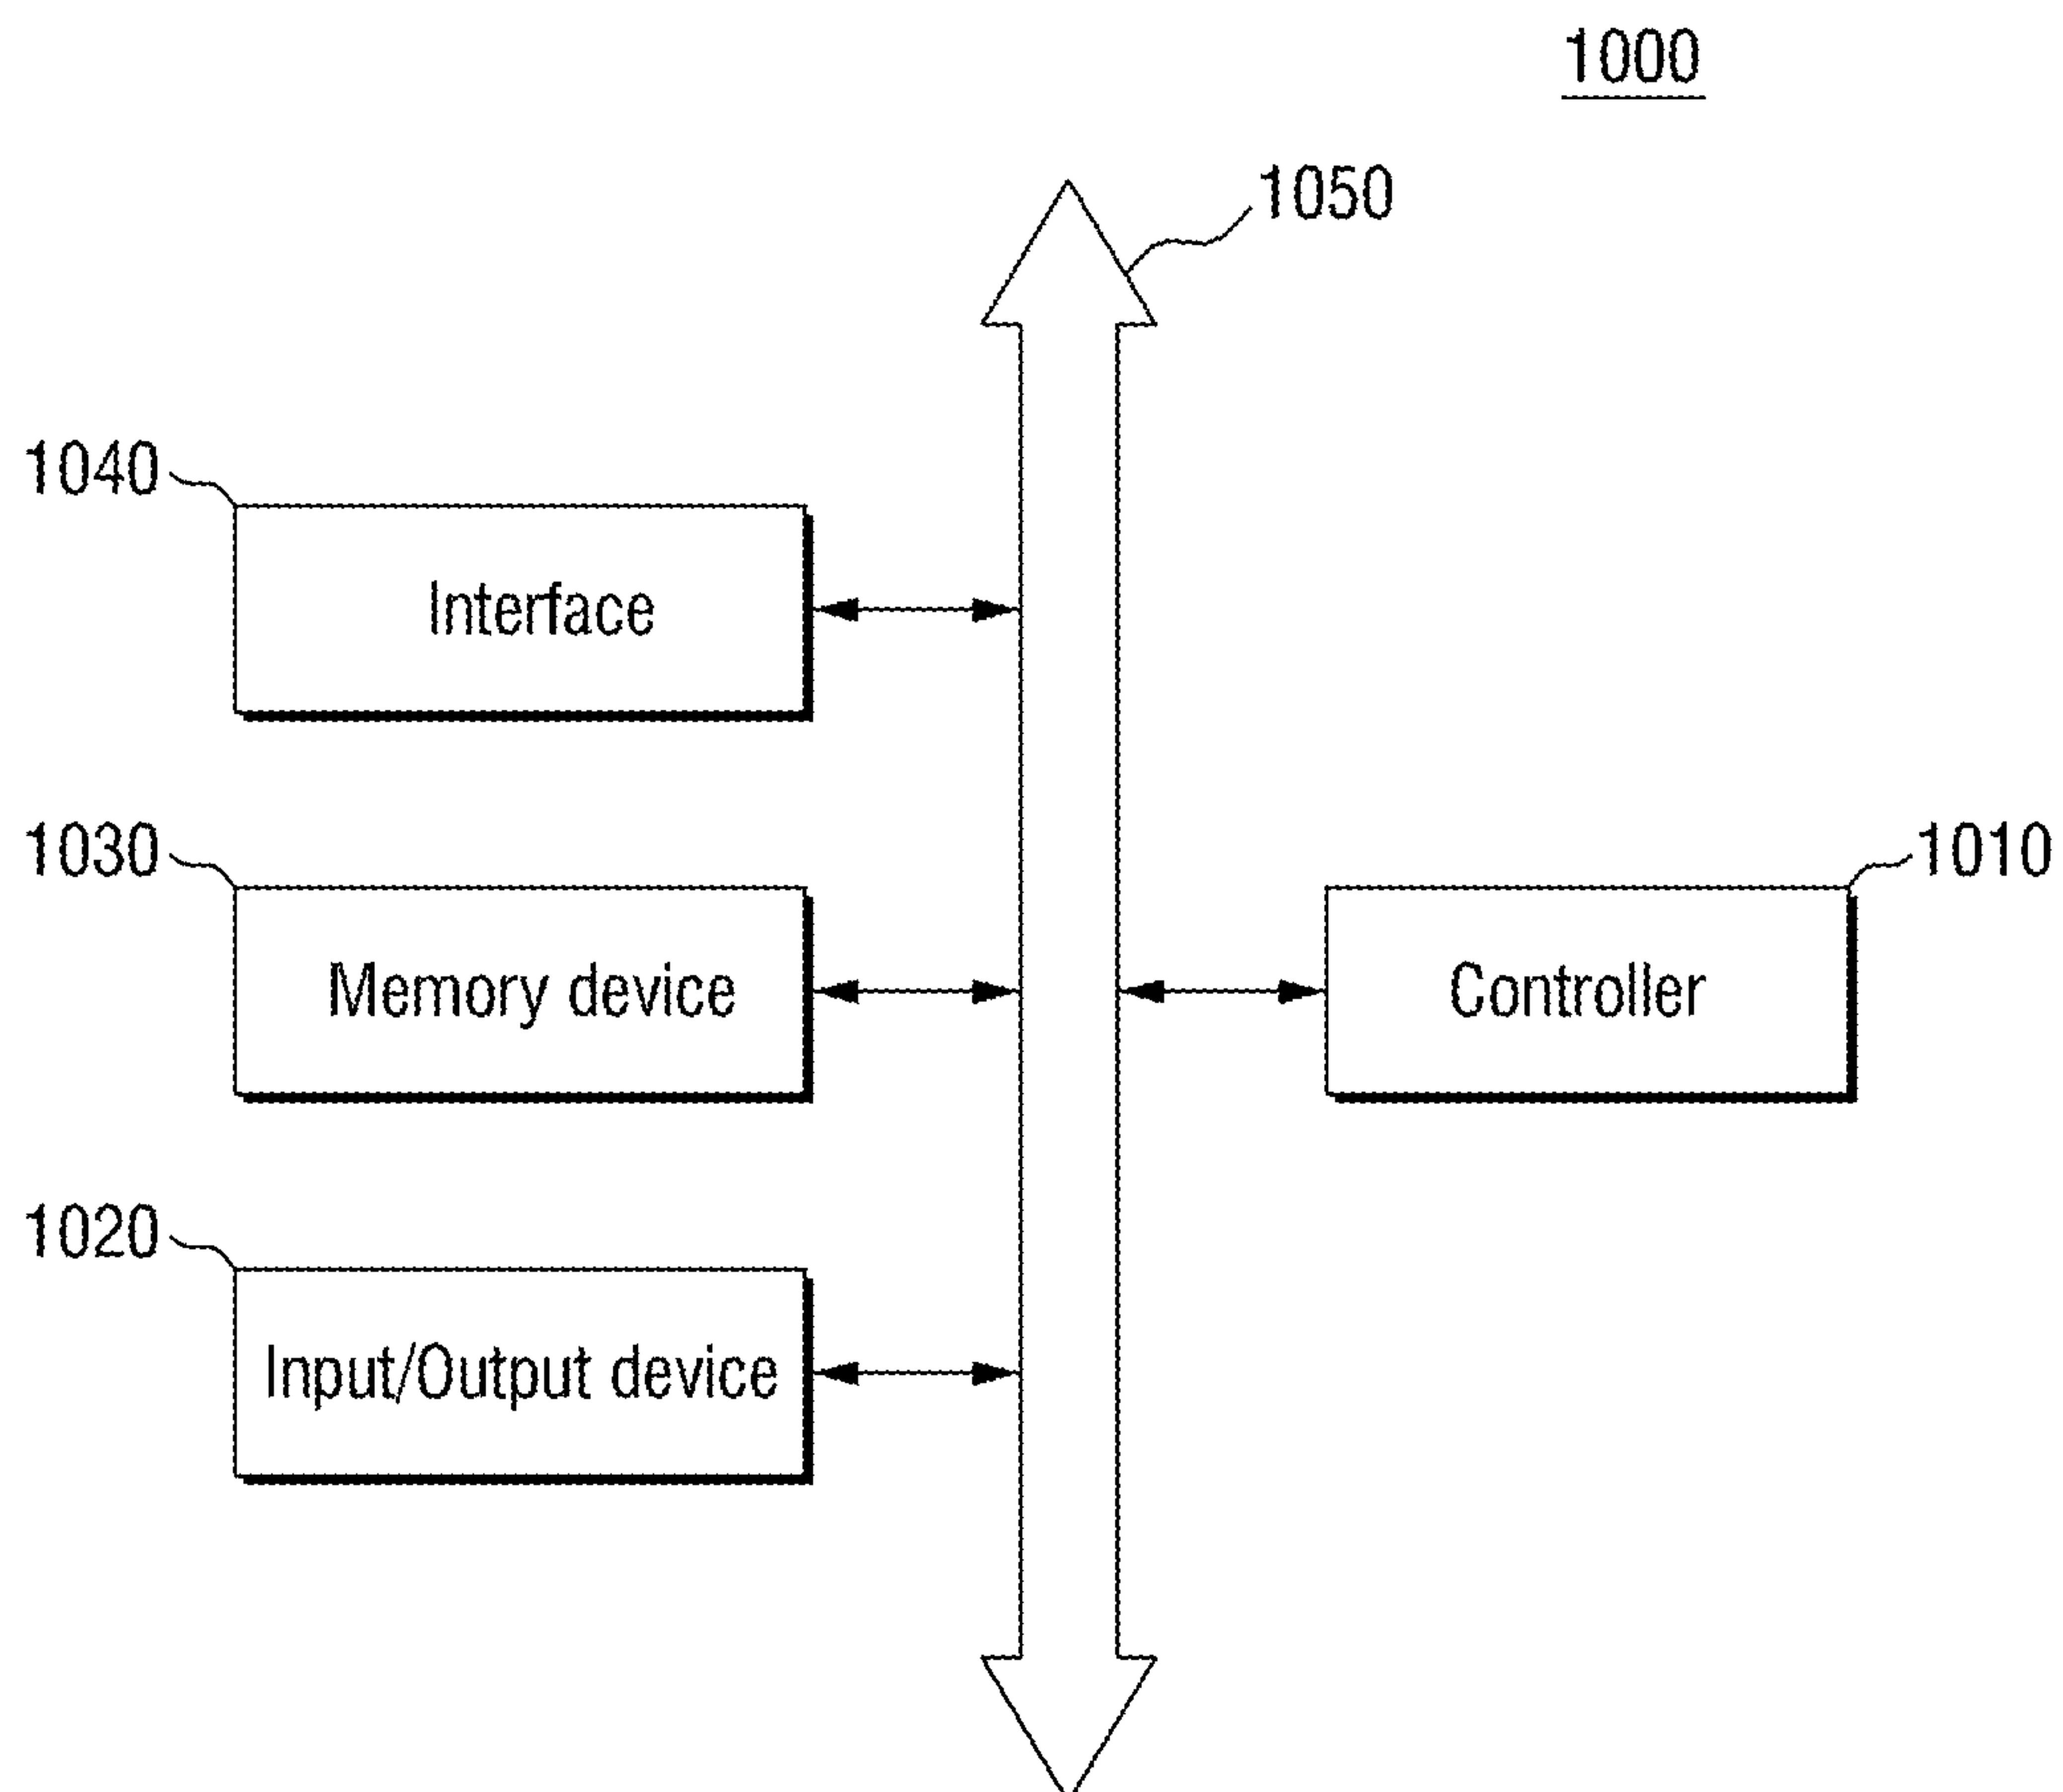 1000
1050
1040
Interface
1030
1010
Memory device
Controller
1020
Input/Output device